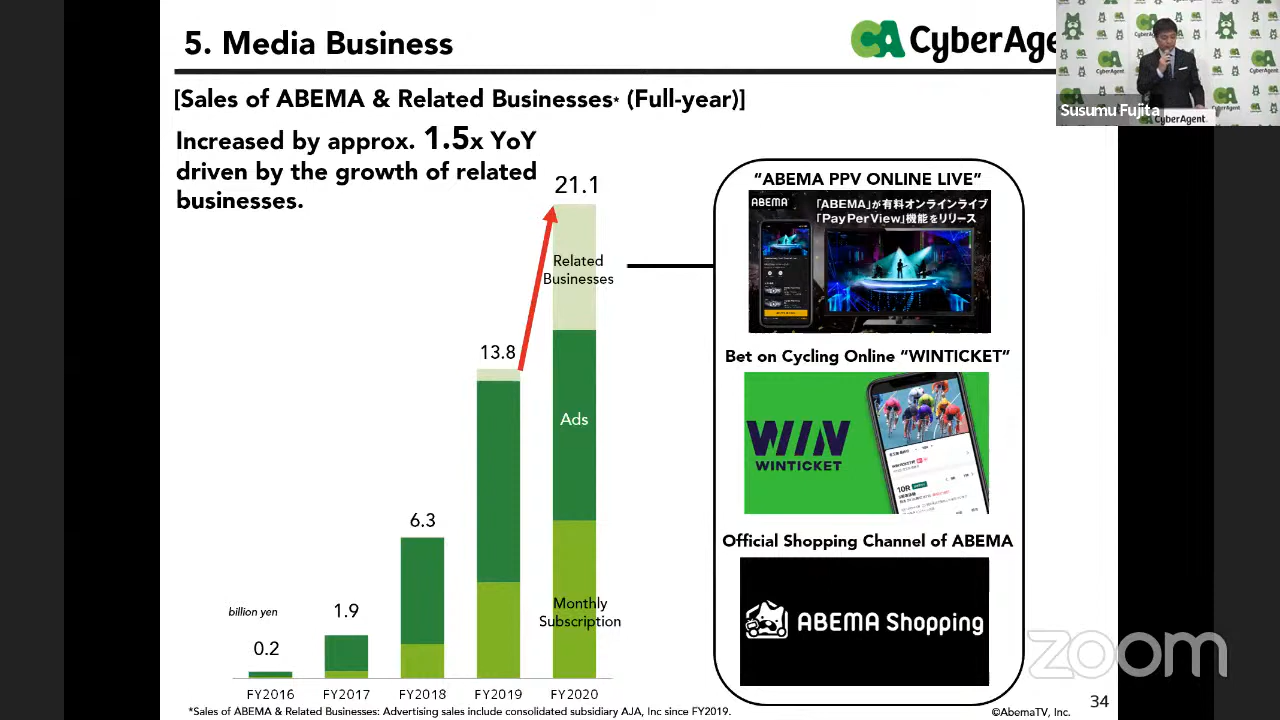 5. Media Business
CyberAge
CyberAgent
Susumu Fujita
CyberAgent.
[Sales of ABEMA & Related Businesses* (Full-year)]
Increased by approx. 1.5x YoY
driven by the growth of related
businesses.
21.1
Related
Businesses
13.8
Ads
6.3
Monthly
Subscription
billion yen
1.9
0.2
FY2016
FY2017
FY2018
FY2019
FY2020
"ABEMA PPV ONLINE LIVE"
ABEMA
「ABEMA」が有料オンラインライブ
「PayPerView」機能をリリース
Bet on Cycling Online "WINTICKET"
WIN
WINTICKET
10R
Official Shopping Channel of ABEMA
ABEMA Shopping
zoom
*Sales of ABEMA & Related Businesses: Advertising sales include consolidated subsidiary AJA, Inc since FY2019.
©AbemaTV, Inc.
34